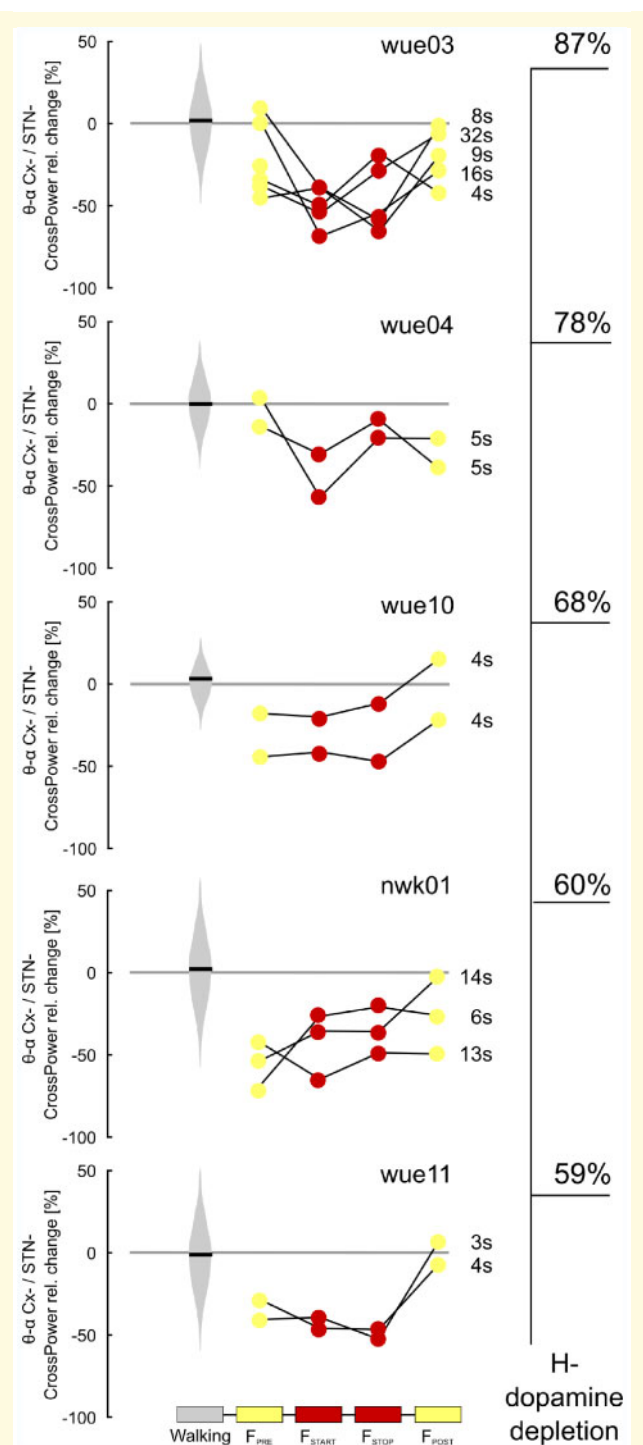 50
wue03
87%
0
8s
32s
9s
16s
4s
-50
-100
θ-α Cx- / STN-
CrossPower rel. change [%]
50
wue04
78%
0
5s
5s
-50
-100
θ-α Cx- / STN-
CrossPower rel. change [%]
50
wue10
68%
4s
0
4s
-50
-100
θ-α Cx- / STN-
CrossPower rel. change [%]
50
nwk01
60%
0
14s
6s
13s
-50
-100
θ-α Cx- / STN-
CrossPower rel. change [%]
50
wue11
59%
3s
0
4s
-50
-100
θ-α Cx- / STN-
CrossPower rel. change [%]
Walking FPRE FSTART FSTOP FPOST
H-
dopamine
depletion